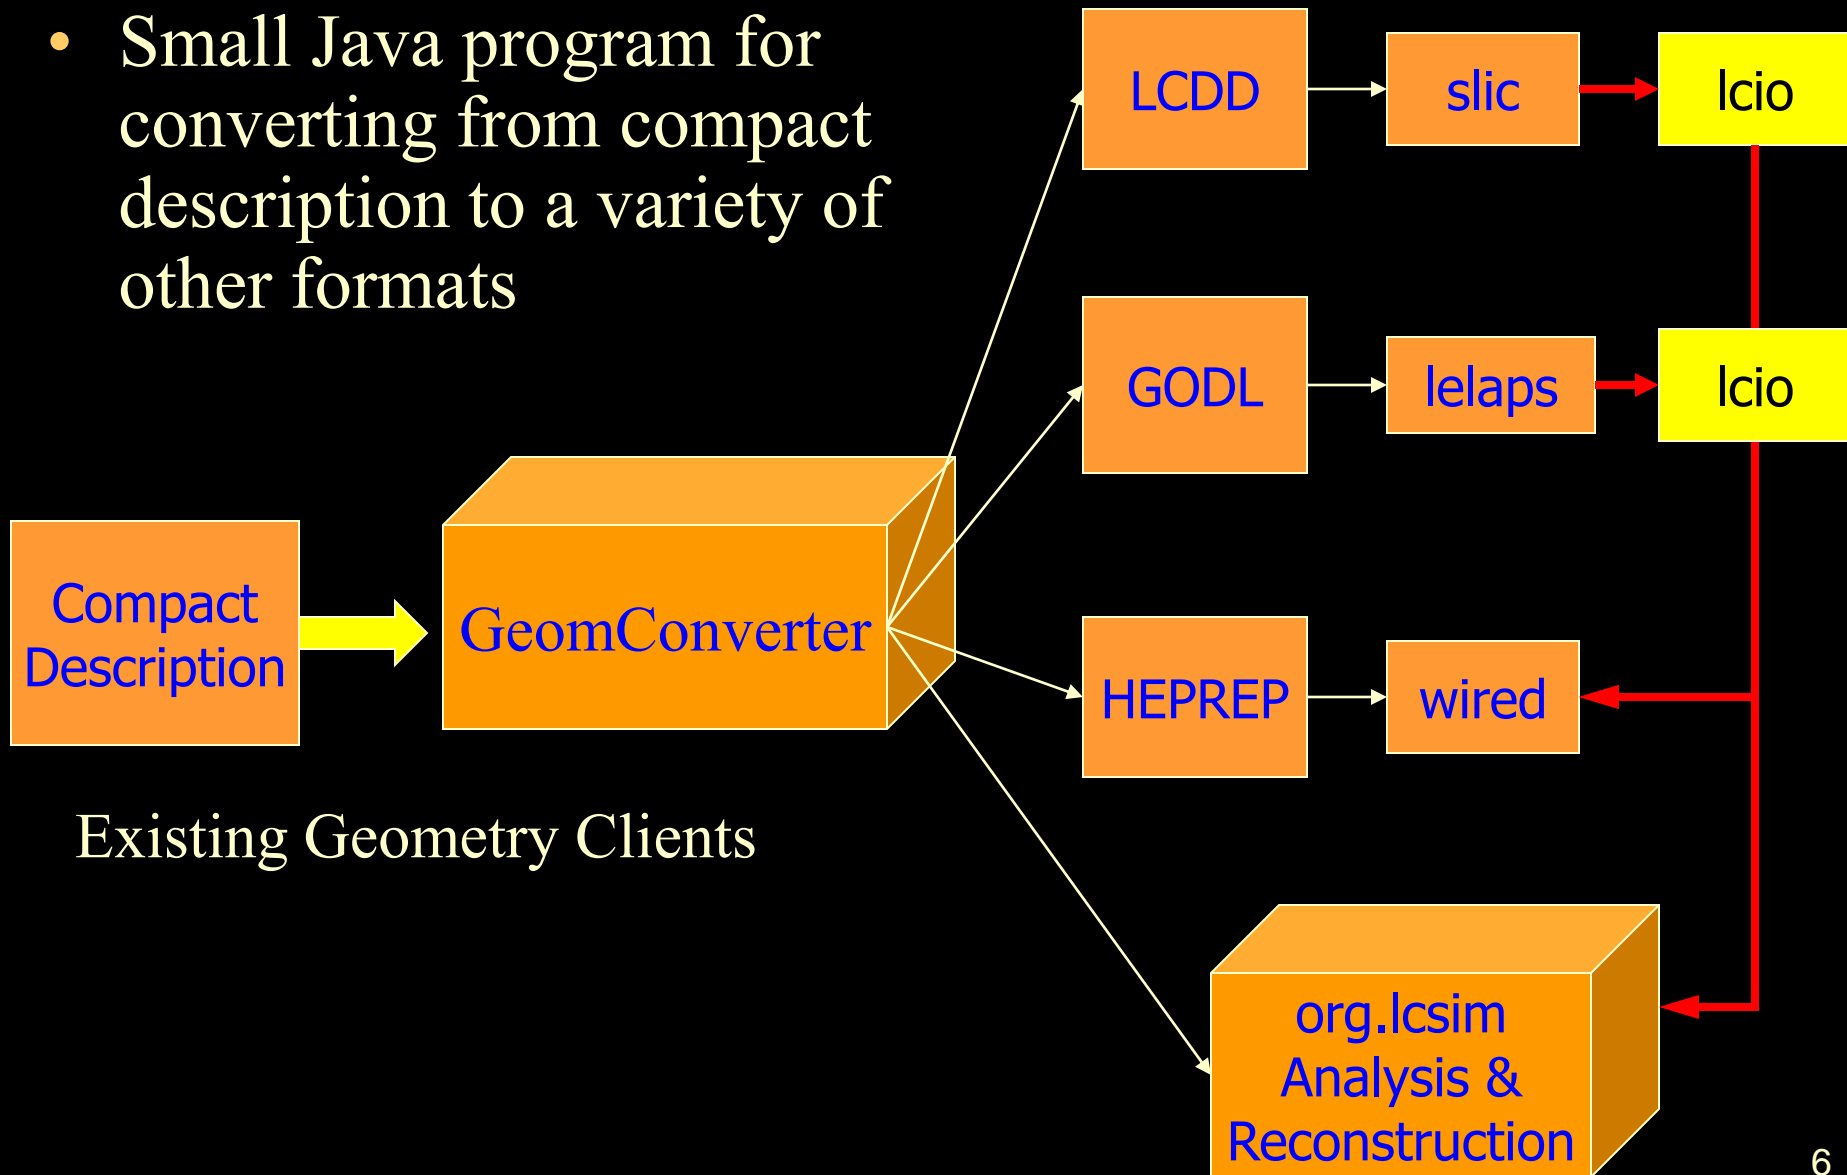 • Small Java program for
converting from compact
description to a variety of
other formats
LCDD
slic
lcio
GODL
lelaps
lcio
Compact
Description
GeomConverter
HEPREP
wired
Existing Geometry Clients
org.lcsim
Analysis &
Reconstruction
6